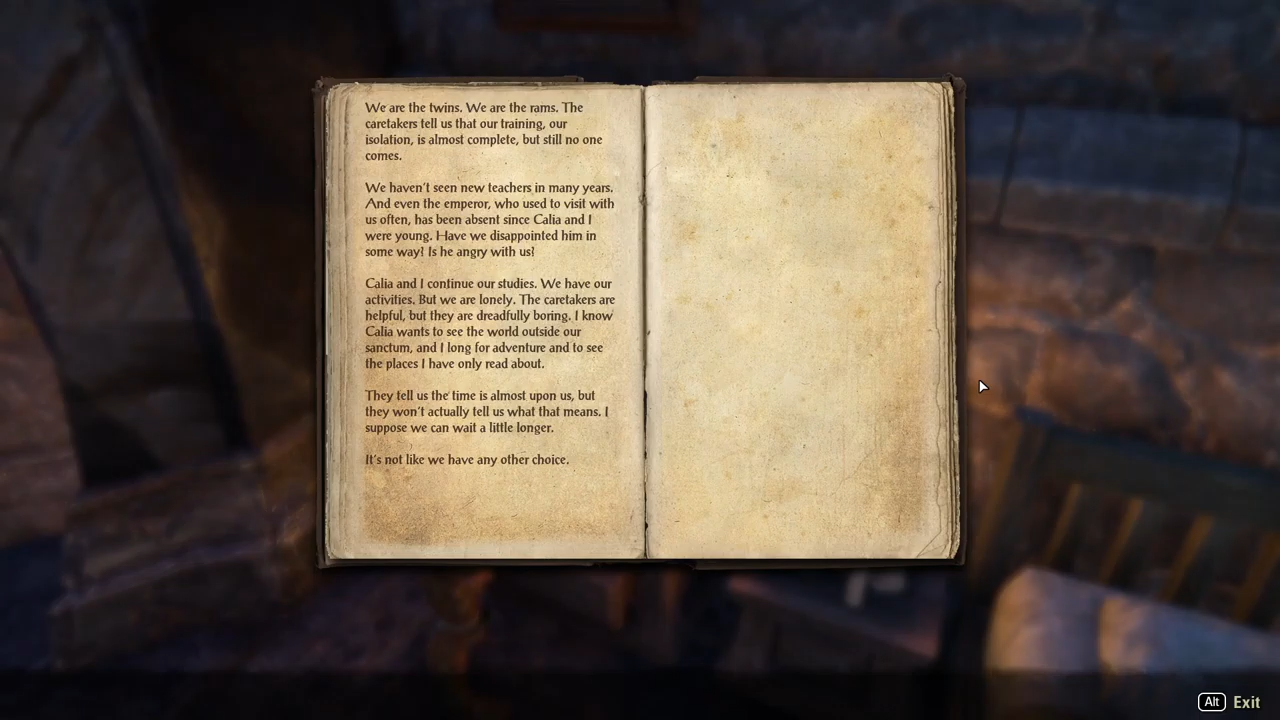 We are the twins. We are the rams. The
caretakers tell us that our training, our
isolation, is almost complete, but still no one
comes.
We haven't seen new teachers in many years.
And even the emperor, who used to visit with
us often, has been absent since Calia and I
were young. Have we disappointed him in
some way? Is he angry with us?
Calia and I continue our studies. We have our
activities. But we are lonely. The caretakers are
helpful, but they are dreadfully boring. I know
Calia wants to see the world outside our
sanctum, and I long for adventure and to see
the places I have only read about.
They tell us the time is almost upon us, but
they won't actually tell us what that means. I
suppose we can wait a little longer.
It's not like we have any other choice.
Alt Exit